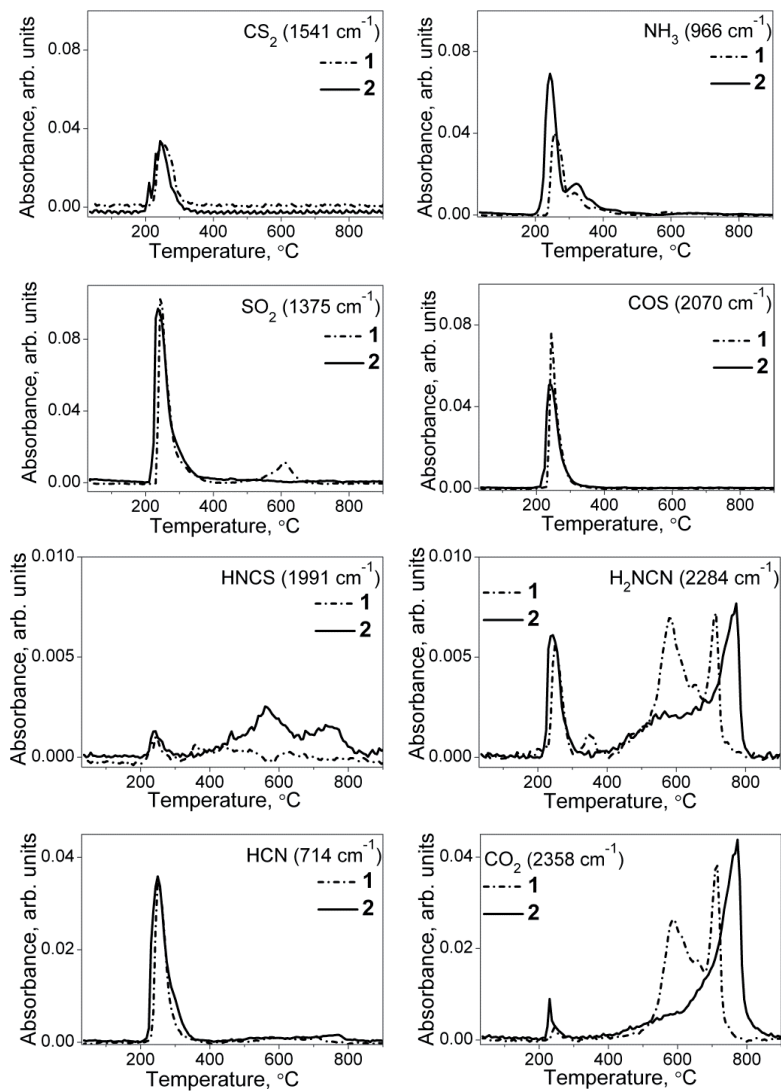 CS₂ (1541 cm⁻¹)
1
2
0.08
0.04
0.00
Absorbance, arb. units
0 200 400 600 800
Temperature, °C
NH₃ (966 cm⁻¹)
1
2
0.08
0.04
0.00
Absorbance, arb. units
200 400 600 800
Temperature, °C
SO₂ (1375 cm⁻¹)
1
2
0.08
0.04
0.00
Absorbance, arb. units
200 400 600 800
Temperature, °C
COS (2070 cm⁻¹)
1
2
0.08
0.04
0.00
Absorbance, arb. units
200 400 600 800
Temperature, °C
HNCS (1991 cm⁻¹)
1
2
0.010
0.005
0.000
Absorbance, arb. units
200 400 600 800
Temperature, °C
H₂NCN (2284 cm⁻¹)
1
2
0.010
0.005
0.000
Absorbance, arb. units
200 400 600 800
Temperature, °C
HCN (714 cm⁻¹)
1
2
0.04
0.02
0.00
Absorbance, arb. units
200 400 600 800
Temperature, °C
CO₂ (2358 cm⁻¹)
1
2
0.04
0.02
0.00
Absorbance, arb. units
200 400 600 800
Temperature, °C